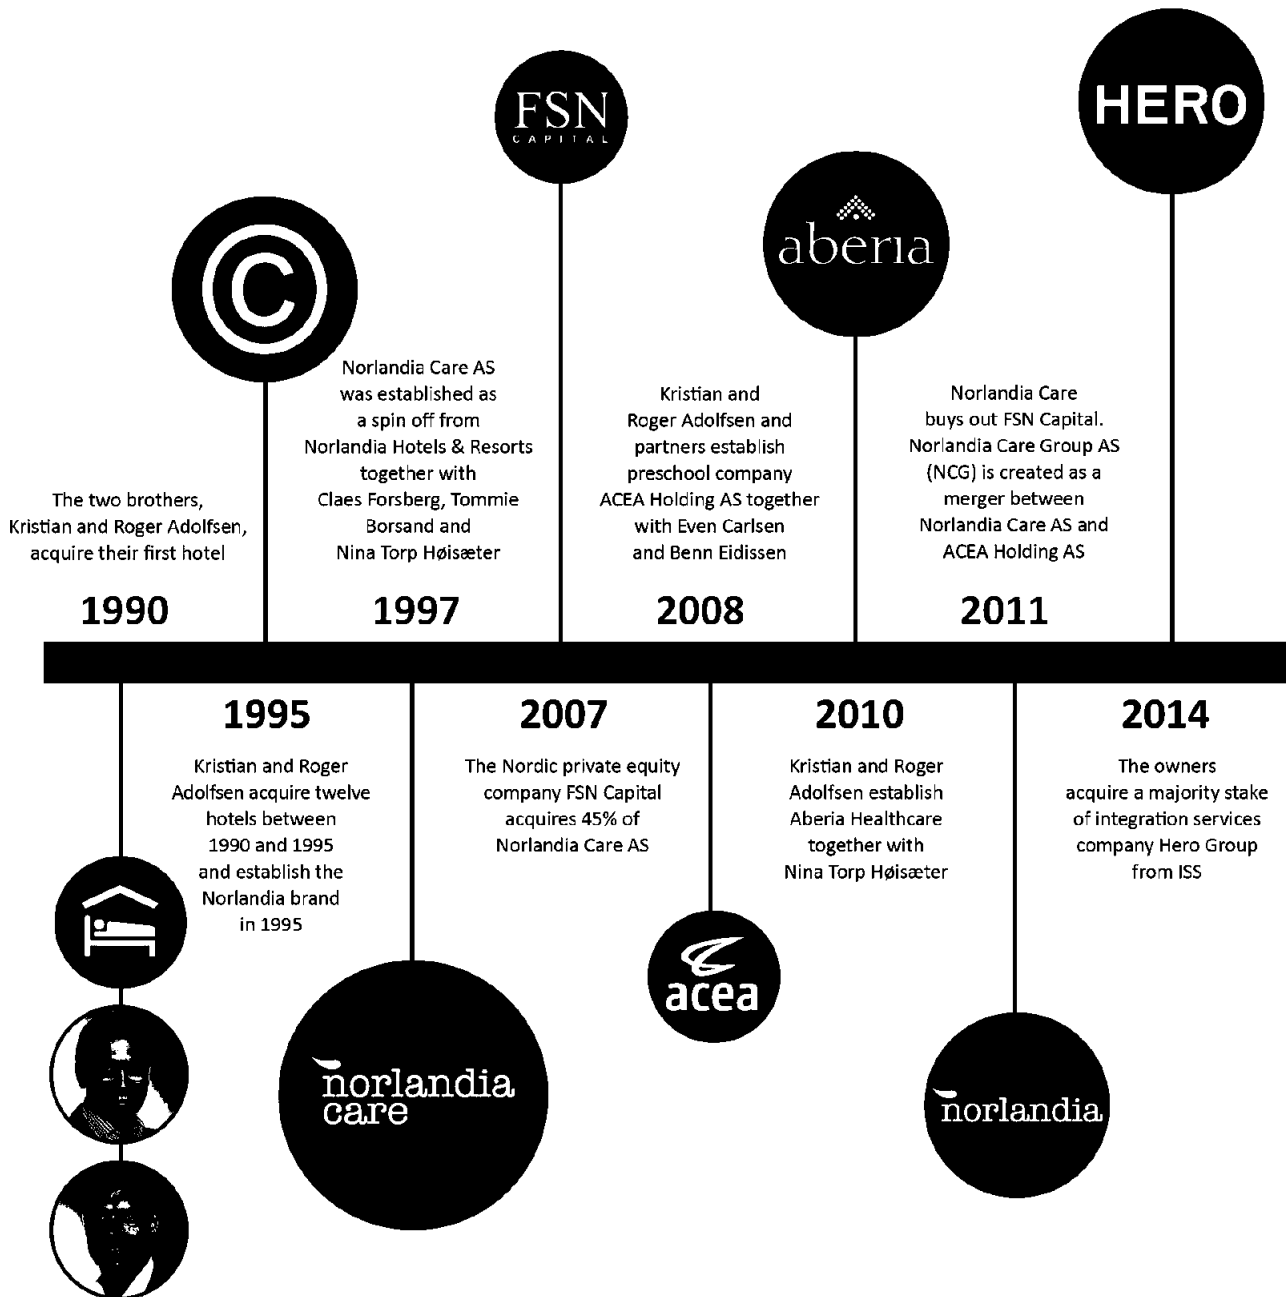 HERO
FSN
CAPITAL
aberia
C
Norlandia Care AS
was established as
a spin off from
Norlandia Hotels & Resorts
together with
Claes Forsberg, Tommie
Borsand and
Nina Torp Høisæter
Kristian and
Roger Adolfsen and
partners establish
preschool company
ACEA Holding AS together
with Even Carlsen
and Benn Eidissen
Norlandia Care
buys out FSN Capital.
Norlandia Care Group AS
(NCG) is created as a
merger between
Norlandia Care AS and
ACEA Holding AS
The two brothers,
Kristian and Roger Adolfsen,
acquire their first hotel
1990
1997
2008
2011
1995
Kristian and Roger
Adolfsen acquire twelve
hotels between
1990 and 1995
and establish the
Norlandia brand
in 1995
2007
The Nordic private equity
company FSN Capital
acquires 45% of
Norlandia Care AS
2010
Kristian and Roger
Adolfsen establish
Aberia Healthcare
together with
Nina Torp Høisæter
2014
The owners
acquire a majority stake
of integration services
company Hero Group
from ISS
acea
norlandia
care
norlandia